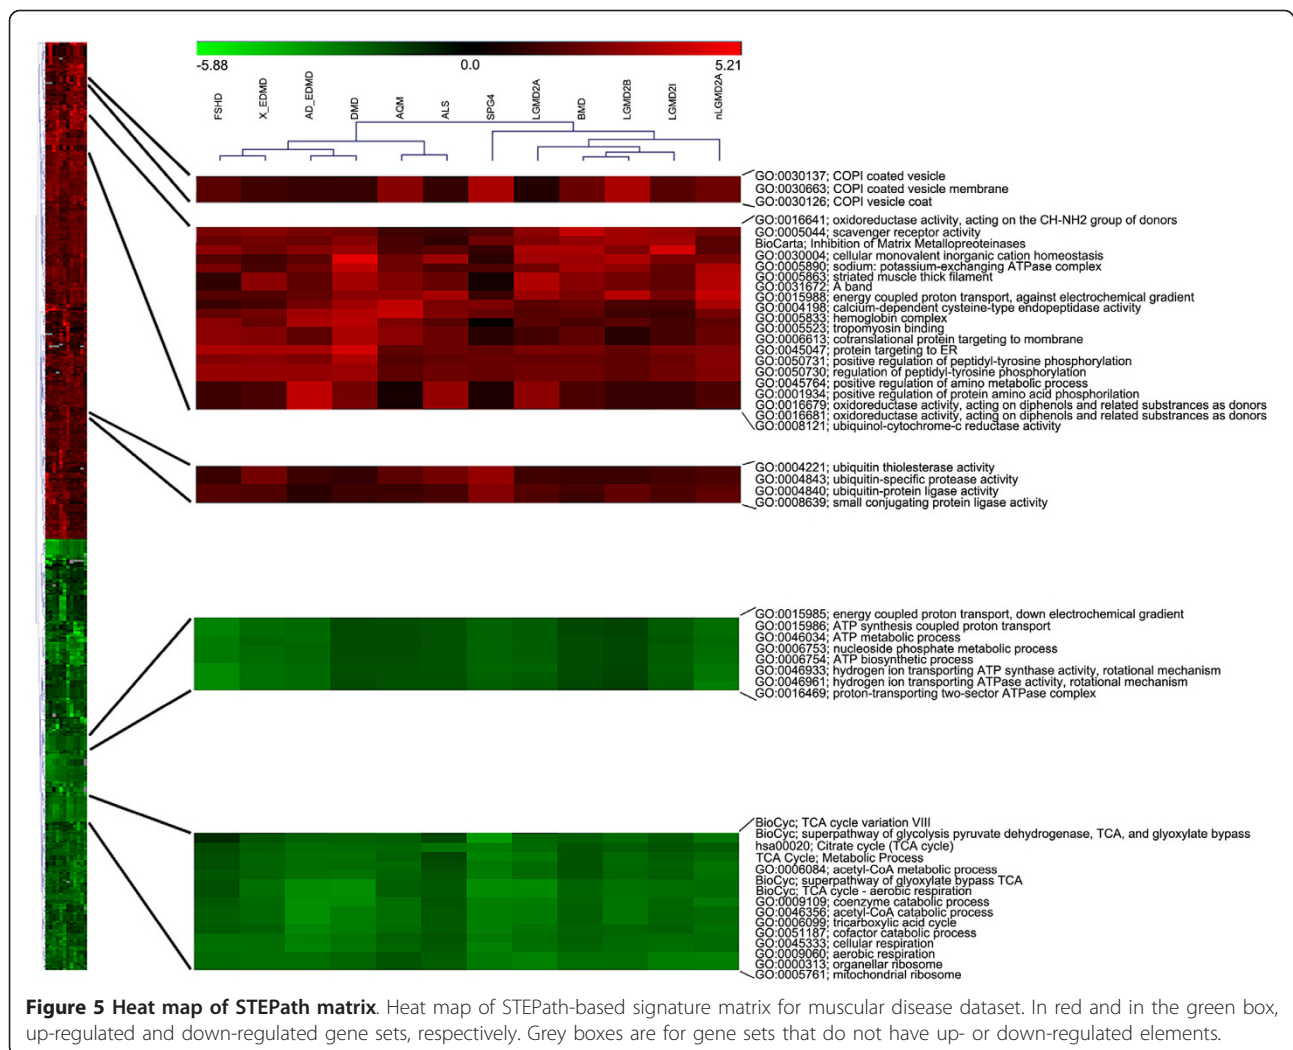 -5.88 0.0 5.21
FSHD
X_EDMD
AD_EDMD
DMD
AQM
ALS
SPG4
LGMD2A
BMD
LGMD2B
LGMD2I
nLGMD2A
GO:0030137; COPI coated vesicle
GO:0030663; COPI coated vesicle membrane
GO:0030126; COPI vesicle coat
GO:0016641; oxidoreductase activity, acting on the CH-NH2 group of donors
GO:0005044; scavenger receptor activity
BioCarta; Inhibition of Matrix Metallopreteinases
GO:0030004; cellular monovalent inorganic cation homeostasis
GO:0005890; sodium: potassium-exchanging ATPase complex
GO:0005863; striated muscle thick filament
GO:0031672; A band
GO:0015988; energy coupled proton transport, against electrochemical gradient
GO:0004198; calcium-dependent cysteine-type endopeptidase activity
GO:0005833; hemoglobin complex
GO:0005523; tropomyosin binding
GO:0006613; cotranslational protein targeting to mombrane
GO:0045047; protein targeting to ER
GO:0050731; positive regulation of peptidyl-tyrosine phosphorylation
GO:0050730; regulation of peptidyl-tyrosine phosphorylation
GO:0045764; positive regulation of amino metabolic process
GO:0001934; positive regulation of protein amino acid phosphorilation
GO:0016679; oxidoreductase activity, acting on diphenols and related substrances as donors
GO:0016681; oxidoreductase activity, acting on diphenols and related substrances as donors
GO:0008121; ubiquinol-cytochrome-c reductase activity
GO:0004221; ubiquitin thiolesterase activity
GO:0004843; ubiquitin-specific protease activity
GO:0004840; ubiquitin-protein ligase activity
GO:0008639; small conjugating protein ligase activity
GO:0015985; energy coupled proton transport, down electrochemical gradient
GO:0015986; ATP synthesis coupled proton transport
GO:0046034; ATP metabolic process
GO:0006753; nucleoside phosphate metabolic process
GO:0006754; ATP biosynthetic process
GO:0046933; hydrogen ion transporting ATP synthase activity, rotational mechanism
GO:0046961; hydrogen ion transporting ATPase activity, rotational mechanism
GO:0016469; proton-transporting two-sector ATPase complex
BioCyc; TCA cycle variation VIII
BioCyc; superpathway of glycolysis pyruvate dehydrogenase, TCA, and glyoxylate bypass
hsa00020; Citrate cycle (TCA cycle)
TCA Cycle; Metabolic Process
GO:0006084; acetyl-CoA metabolic process
BioCyc; superpathway of glyoxylate bypass TCA
BioCyc; TCA cycle - aerobic respiration
GO:0009109; coenzyme catabolic process
GO:0046356; acetyl-CoA catabolic process
GO:0006099; tricarboxylic acid cycle
GO:0051187; cofactor catabolic process
GO:0045333; cellular respiration
GO:0009060; aerobic respiration
GO:0000313; organellar ribosome
GO:0005761; mitochondrial ribosome
Figure 5 Heat map of STEPath matrix. Heat map of STEPath-based signature matrix for muscular disease dataset. In red and in the green box,
up-regulated and down-regulated gene sets, respectively. Grey boxes are for gene sets that do not have up- or down-regulated elements.